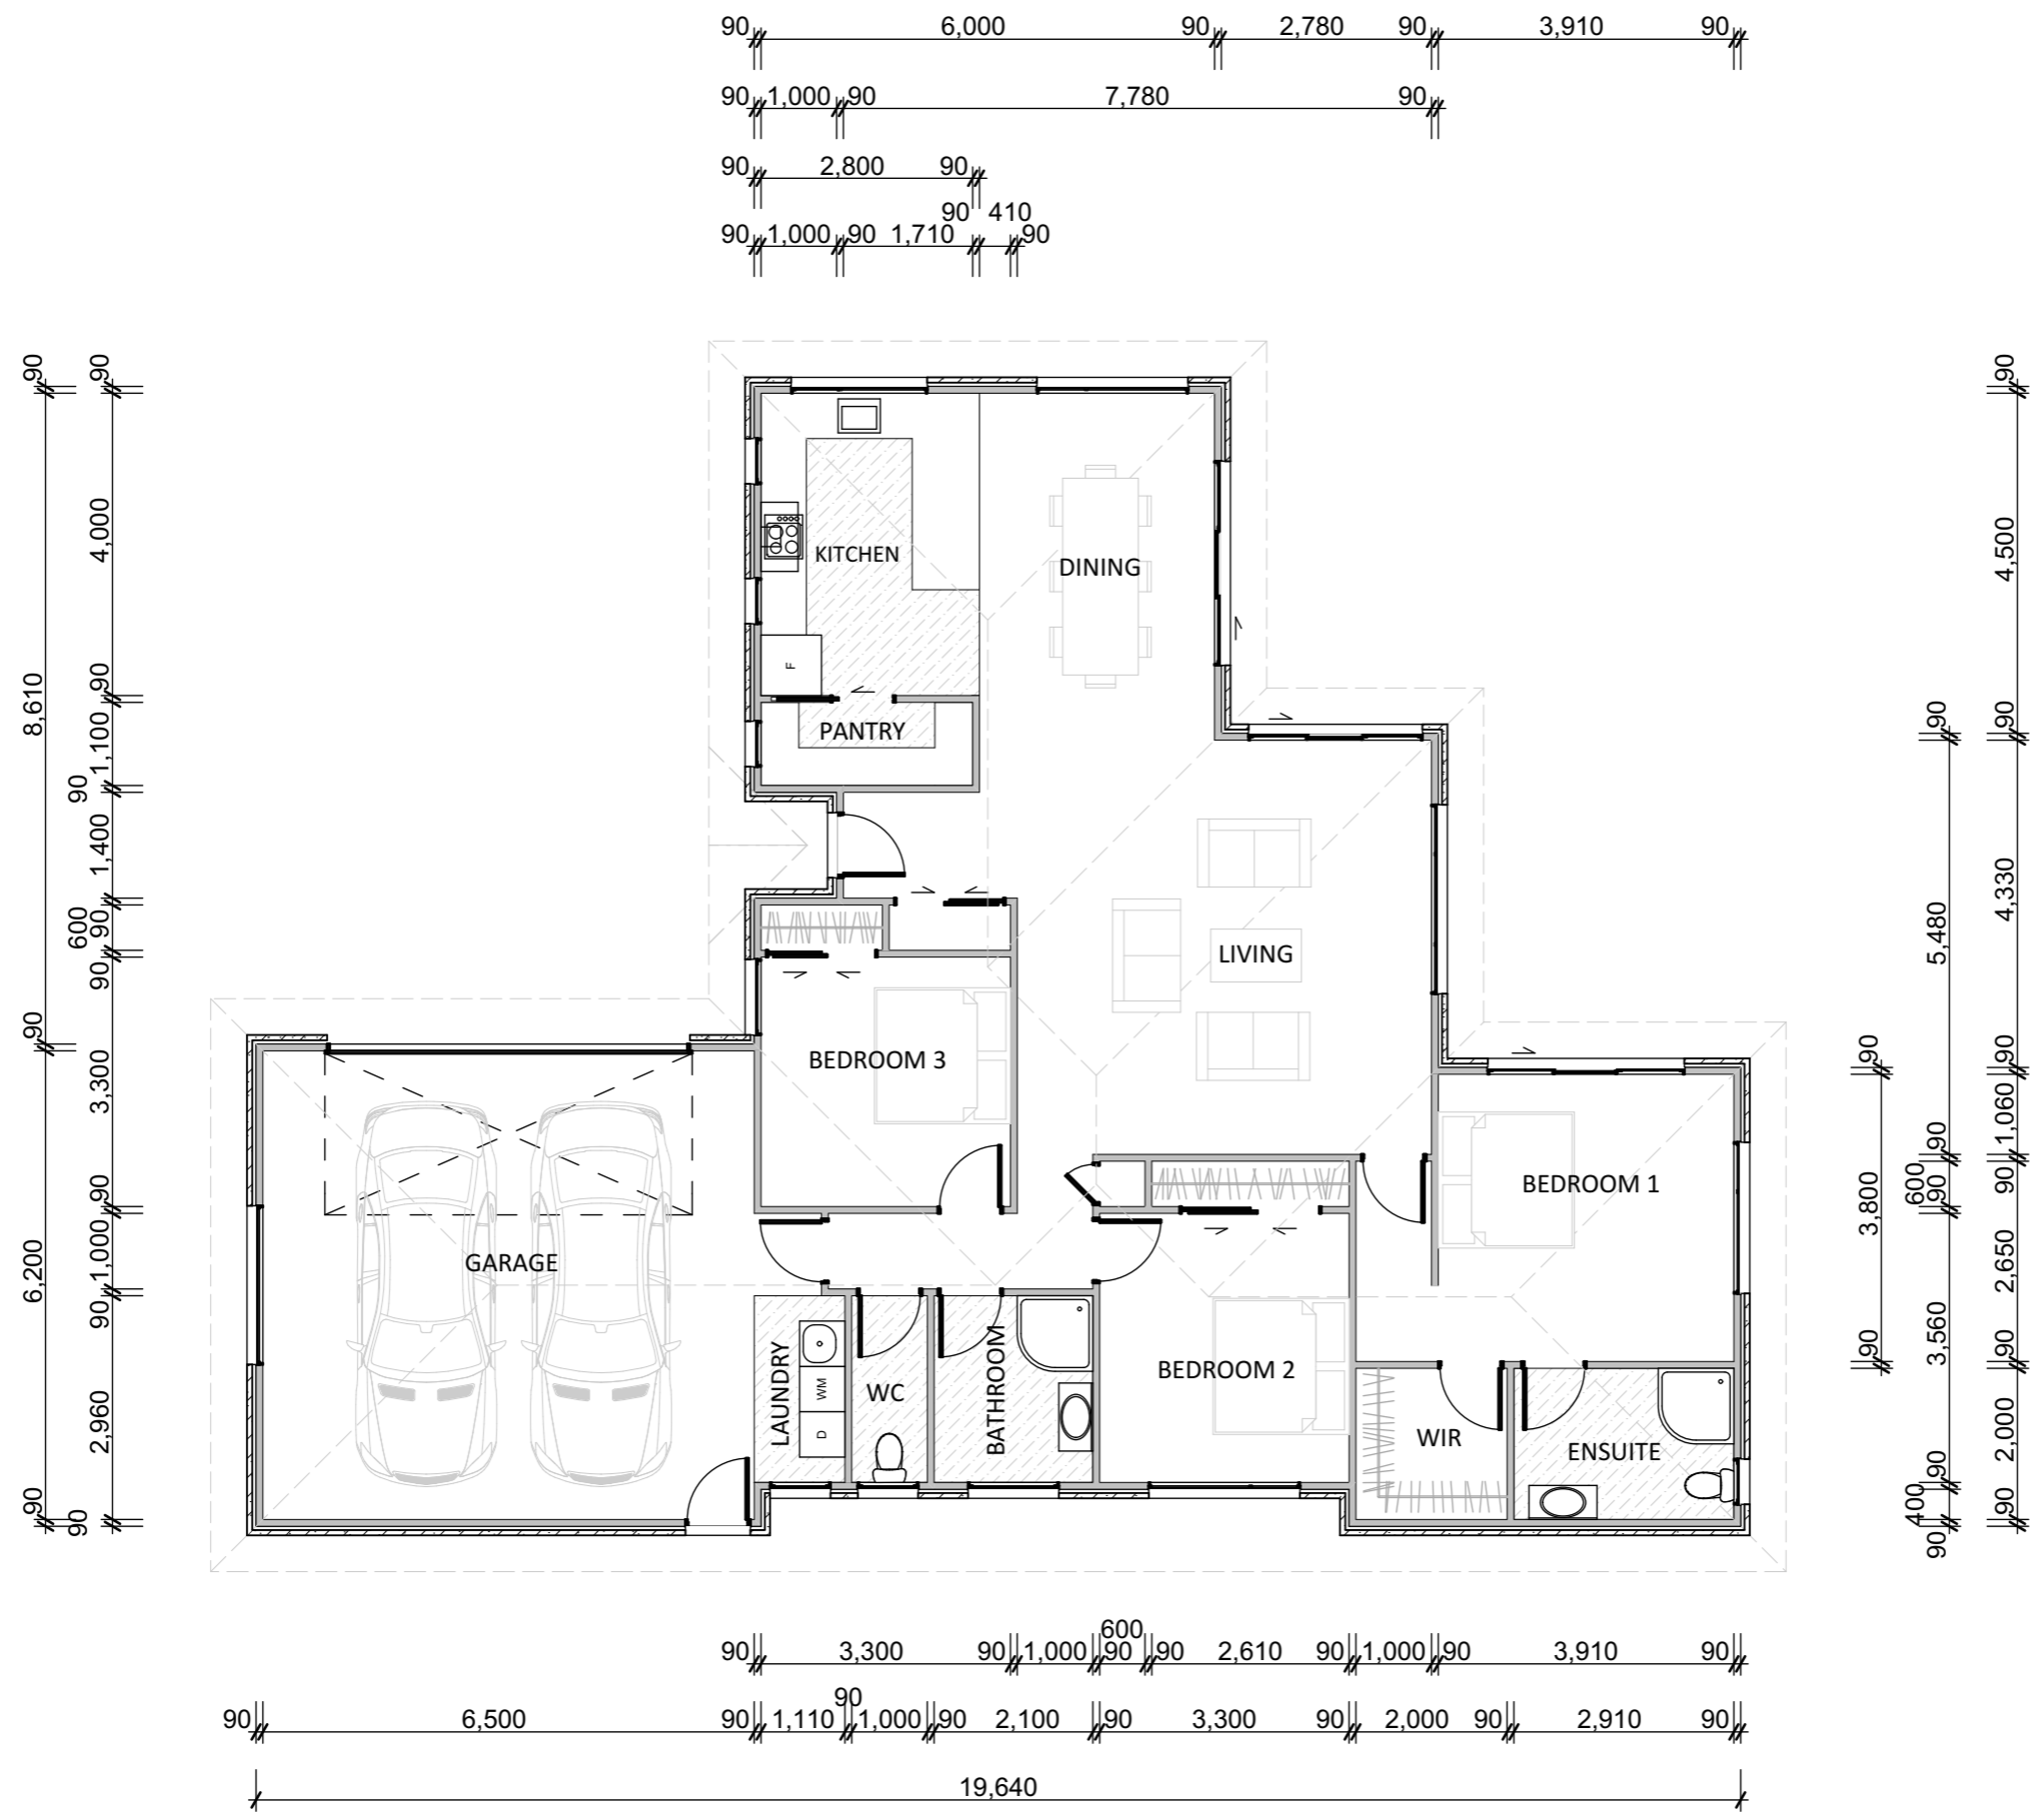 90 6,000 90 2,780 90 3,910 90
90 1,000 90 7,780 90
90 2,800 90
90 410
90 1,000 90 1,710 90
90 8,610 90 6,200 90
90 4,000 90 1,100 90 1,400 90 600 90 3,300 90 1,000 90 2,960 90
KITCHEN
DINING
F
PANTRY
LIVING
BEDROOM 3
BEDROOM 1
GARAGE
LAUNDRY
WM
D
WC
BATHROOM
BEDROOM 2
WIR
ENSUITE
90 3,800 90
90 5,480 90 600 90 3,560 90 400 90
90 4,500 90 4,330 90 1,060 90 2,650 90 2,000 90
600
90 3,300 90 1,000 90 90 2,610 90 1,000 90 3,910 90
90
90 6,500 90 1,110 1,000 90 2,100 90 3,300 90 2,000 90 2,910 90
19,640